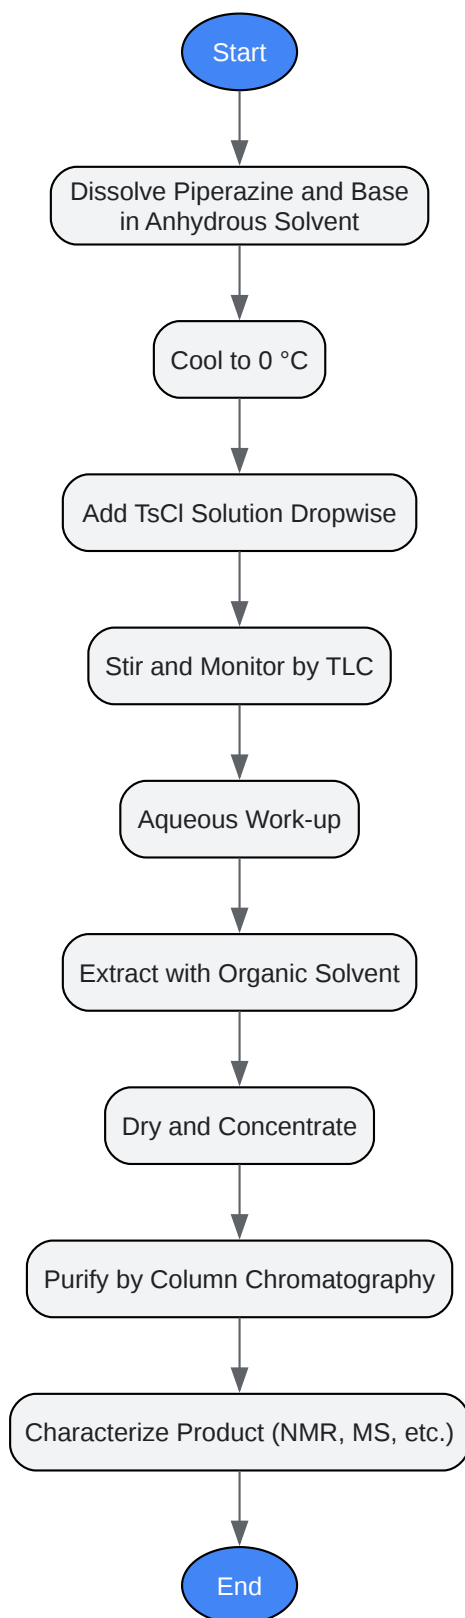 Start
Dissolve Piperazine and Base
in Anhydrous Solvent
Cool to 0 °C
Add TsCl Solution Dropwise
Stir and Monitor by TLC
Aqueous Work-up
Extract with Organic Solvent
Dry and Concentrate
Purify by Column Chromatography
Characterize Product (NMR, MS, etc.)
End